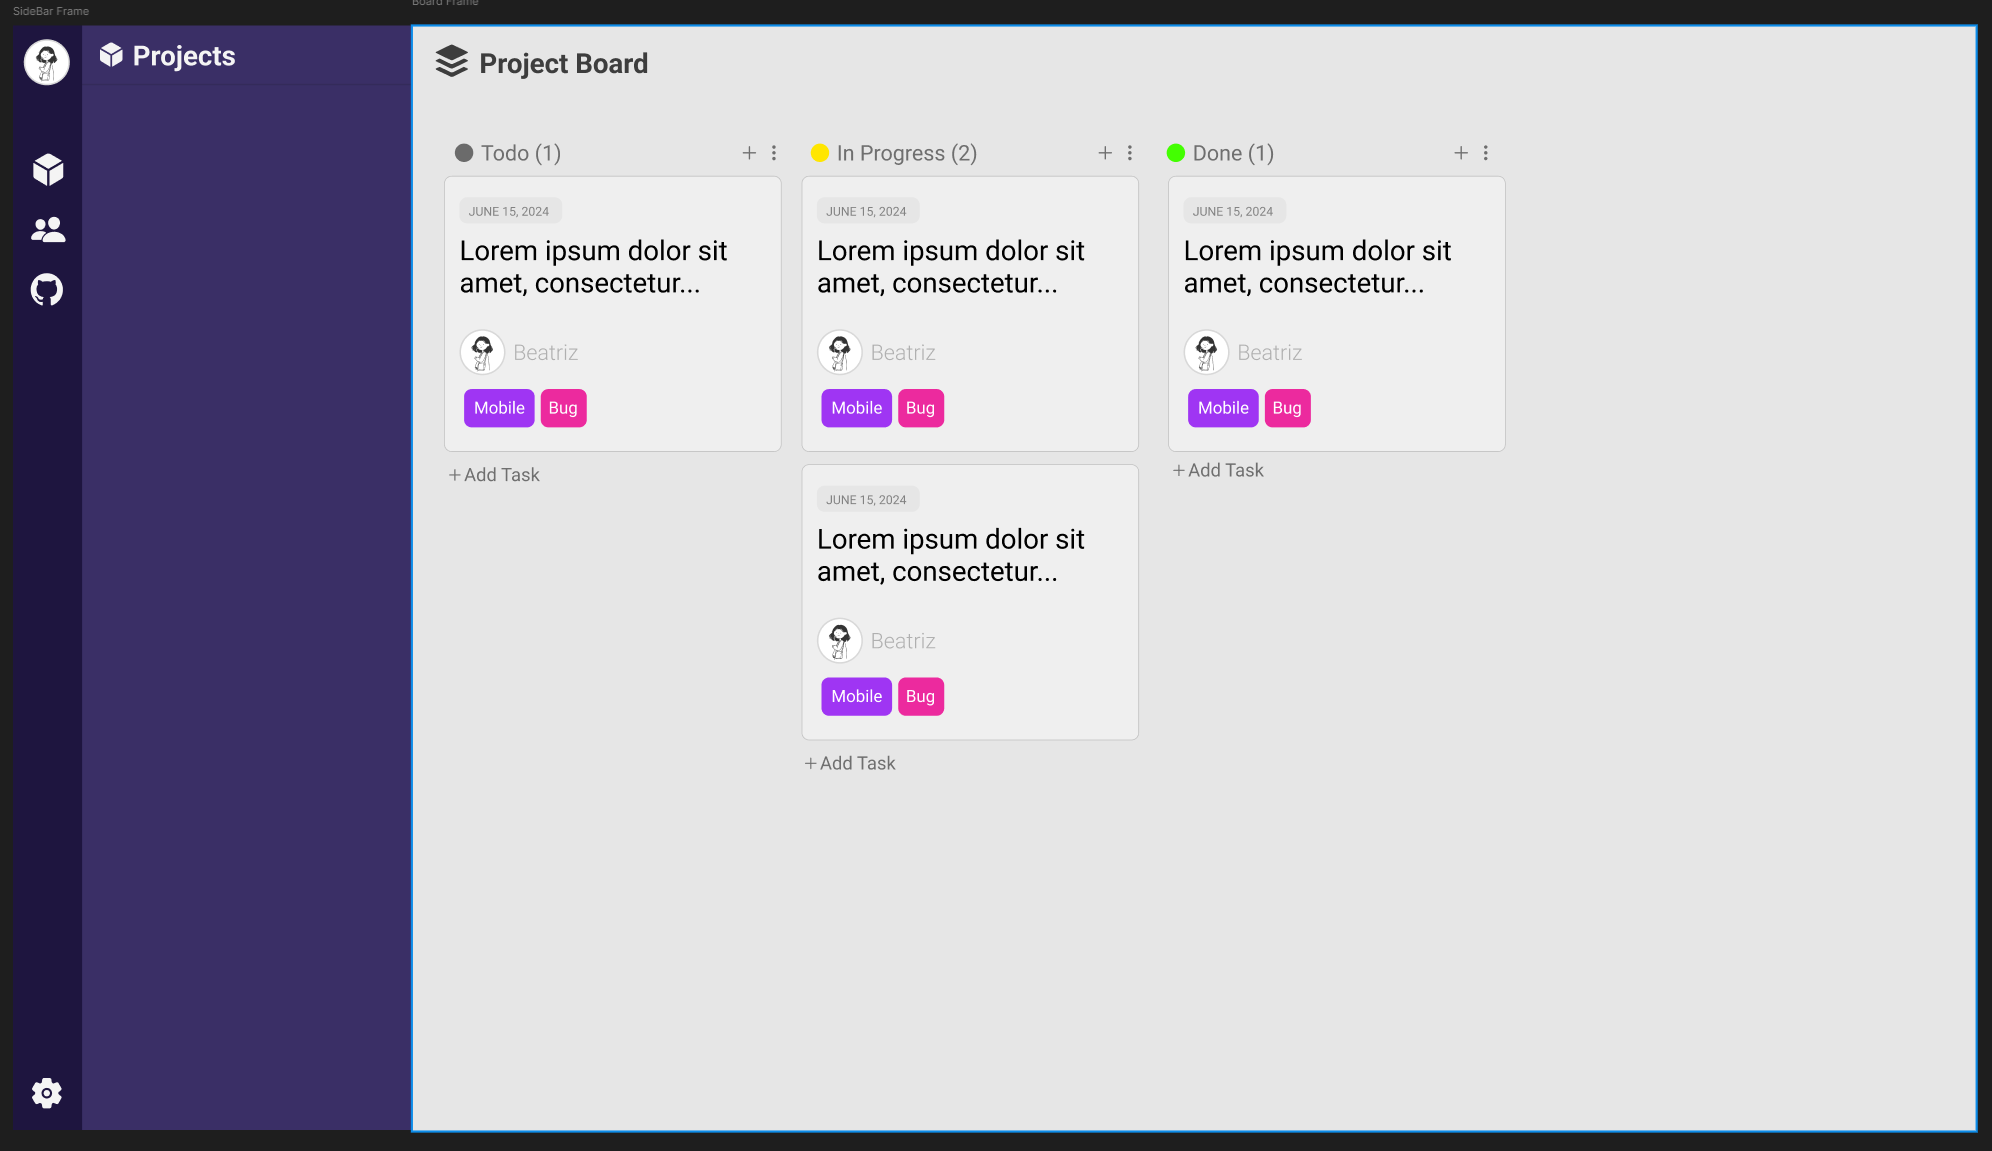 SideBar Frame
Board Frame
Projects
Project Board
Todo (1)
JUNE 15, 2024
Lorem ipsum dolor sit
amet, consectetur...
Beatriz
Mobile Bug
+ Add Task
In Progress (2)
JUNE 15, 2024
Lorem ipsum dolor sit
amet, consectetur...
Beatriz
Mobile Bug
JUNE 15, 2024
Lorem ipsum dolor sit
amet, consectetur...
Beatriz
Mobile Bug
+ Add Task
Done (1)
JUNE 15, 2024
Lorem ipsum dolor sit
amet, consectetur...
Beatriz
Mobile Bug
+ Add Task